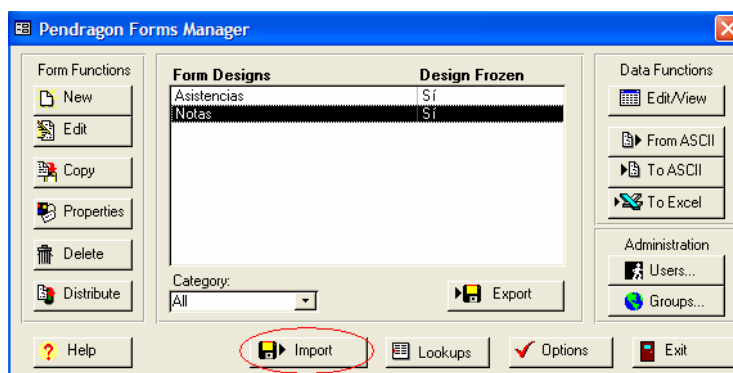 Pendragon Forms Manager
Form Functions
New
Edit
Copy
Properties
Delete
Distribute
Form Designs Design Frozen
Asistencias Sí
Notas Sí
Category:
All
Export
Data Functions
Edit/View
From ASCII
To ASCII
To Excel
Administration
Users...
Groups...
Help
Import
Lookups
Options
Exit